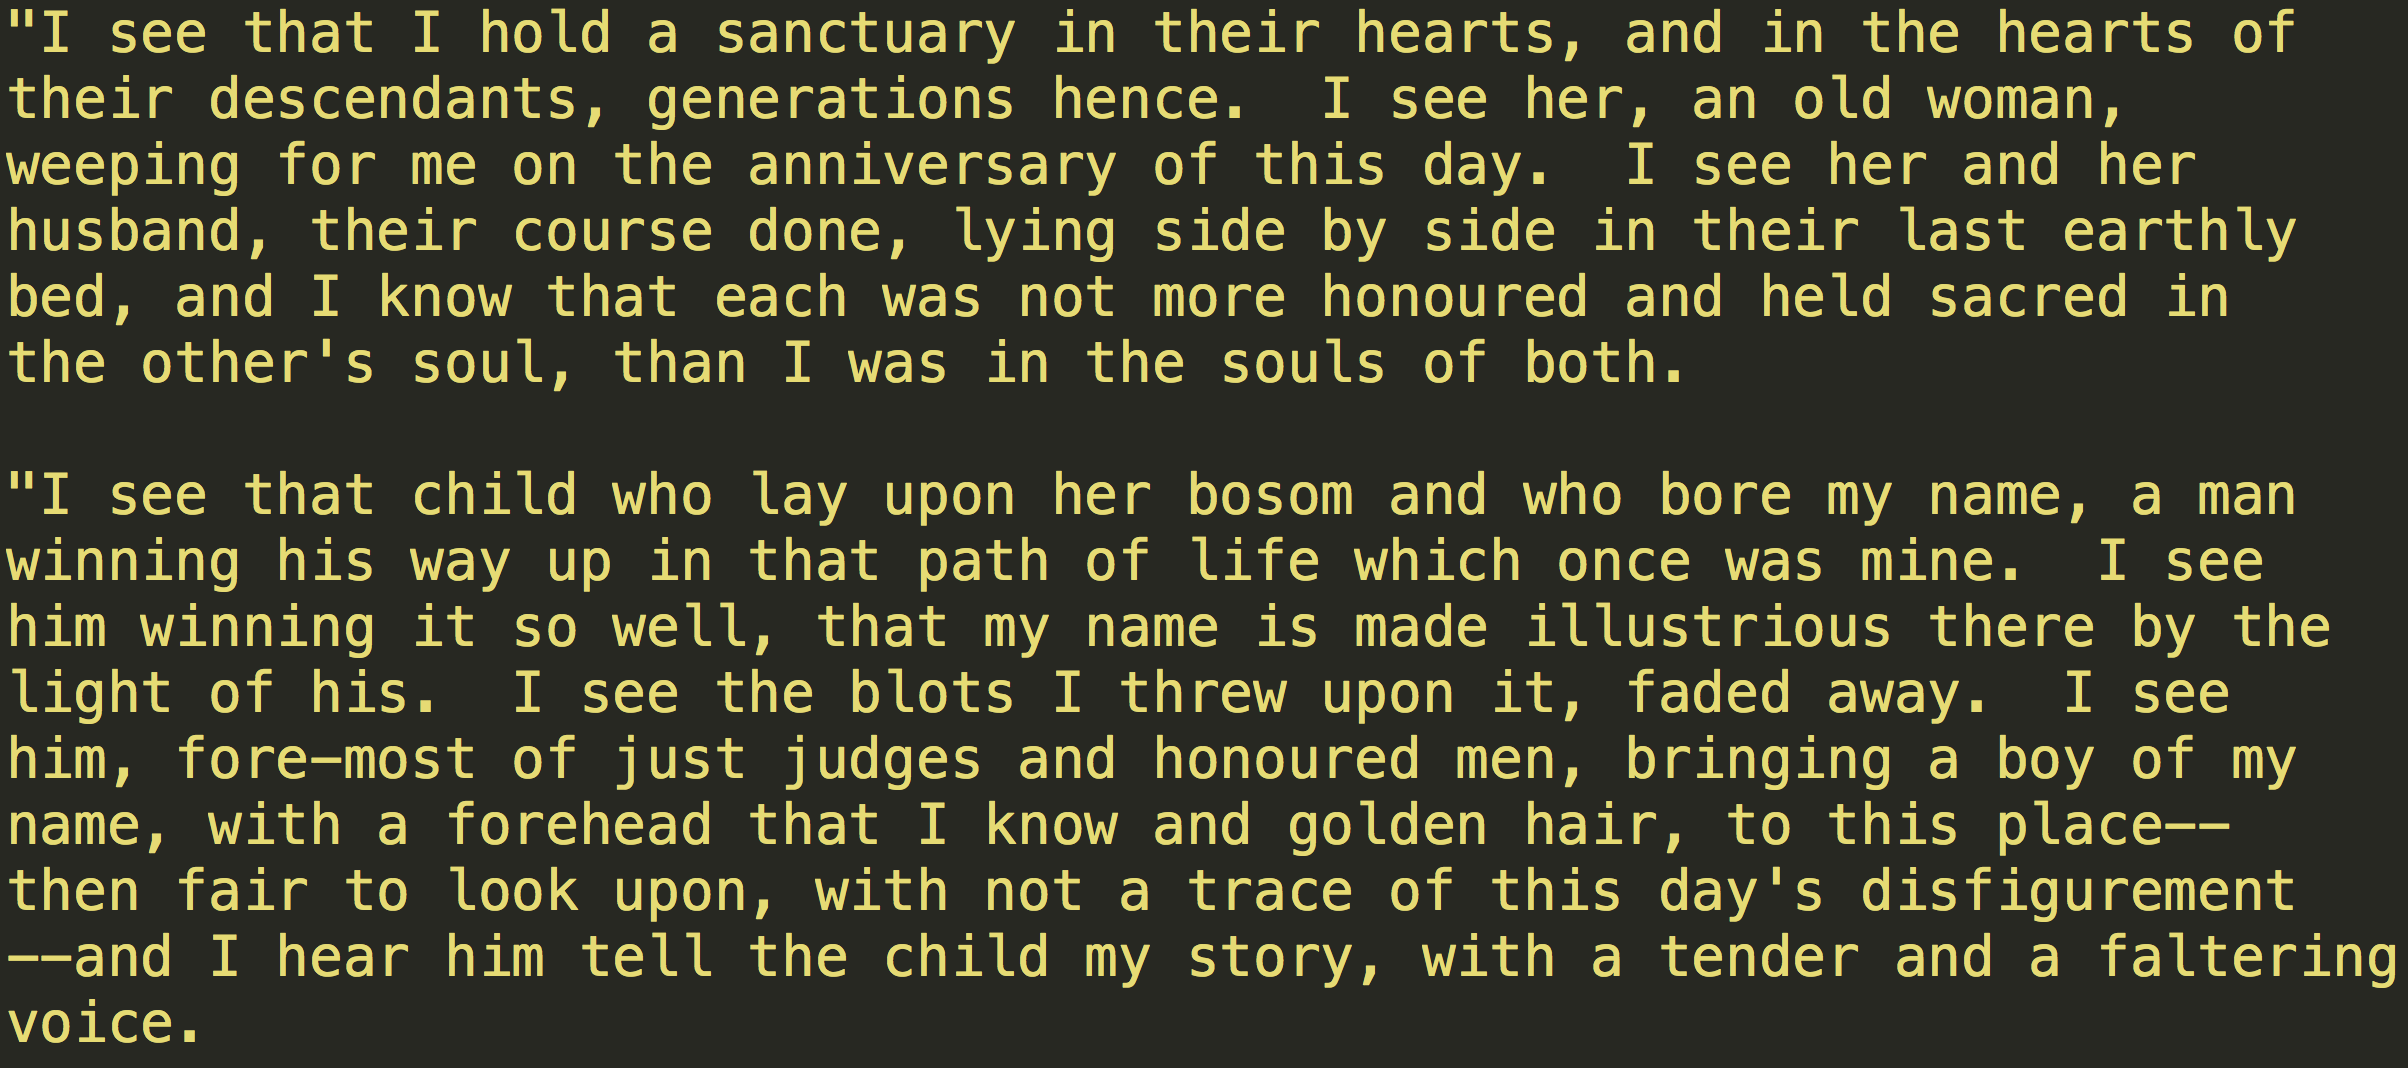 "I see that I hold a sanctuary in their hearts, and in the hearts of
their descendants, generations hence.  I see her, an old woman,
weeping for me on the anniversary of this day.  I see her and her
husband, their course done, lying side by side in their last earthly
bed, and I know that each was not more honoured and held sacred in
the other's soul, than I was in the souls of both.

"I see that child who lay upon her bosom and who bore my name, a man
winning his way up in that path of life which once was mine.  I see
him winning it so well, that my name is made illustrious there by the
light of his.  I see the blots I threw upon it, faded away.  I see
him, fore-most of just judges and honoured men, bringing a boy of my
name, with a forehead that I know and golden hair, to this place--
then fair to look upon, with not a trace of this day's disfigurement
--and I hear him tell the child my story, with a tender and a faltering
voice.